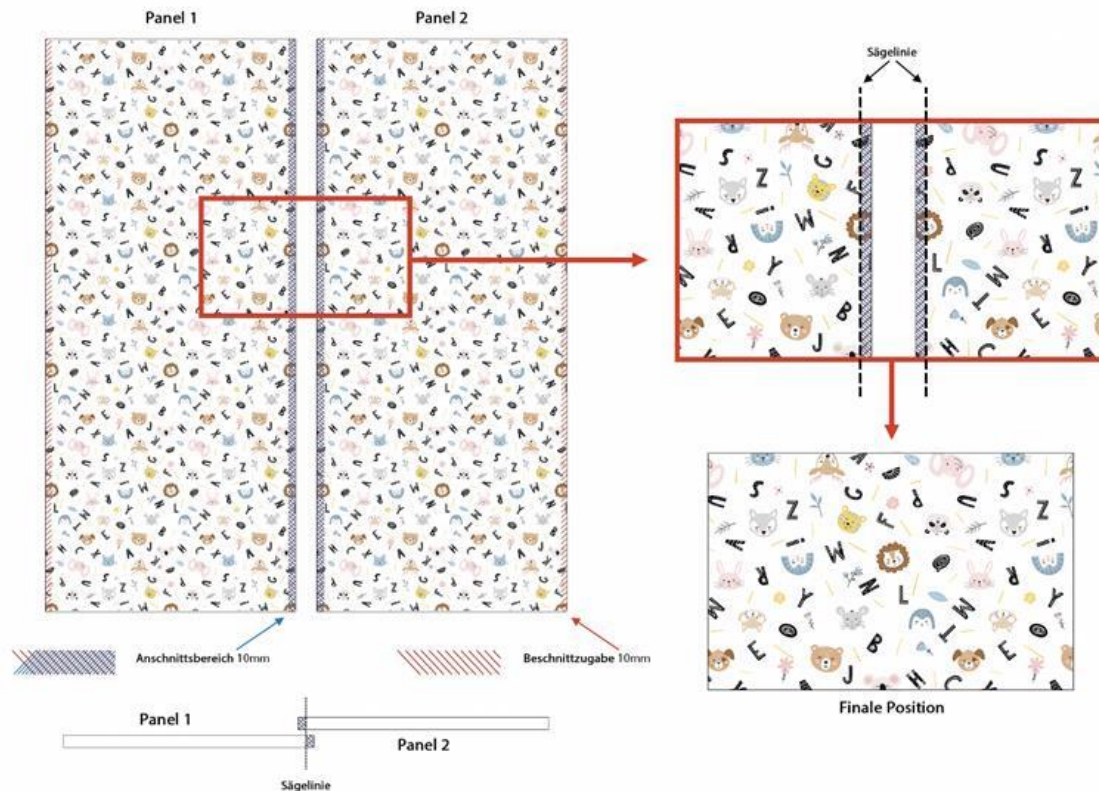 Panel 1
Panel 2
Sägelinie
Anschnittsbereich 10mm
Beschnittzugabe 10mm
Finale Position
Panel 1
Panel 2
Sägelinie